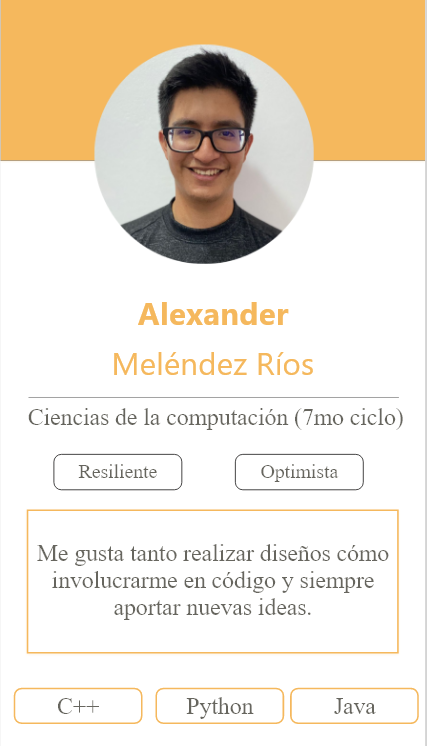 Alexander
Meléndez Ríos
Ciencias de la computación (7mo ciclo)
Resiliente
Optimista
Me gusta tanto realizar diseños cómo
involucrarme en código y siempre
aportar nuevas ideas.
C++
Python
Java